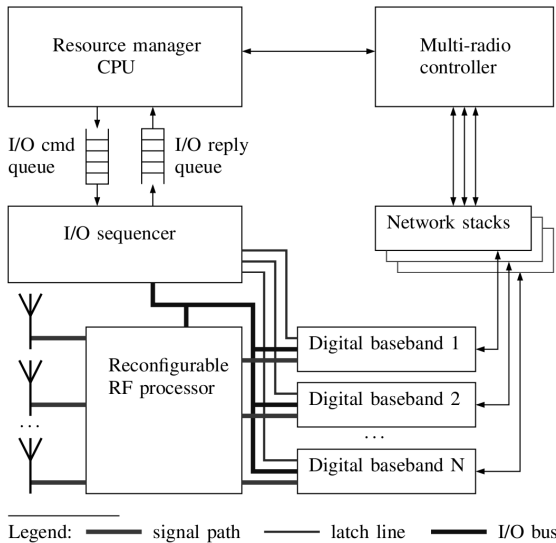 Resource manager
CPU
Multi-radio
controller
I/O cmd
queue
I/O reply
queue
I/O sequencer
Network stacks
Reconfigurable
RF processor
Digital baseband 1
Digital baseband 2
...
Digital baseband N
...
Legend: signal path latch line I/O bus